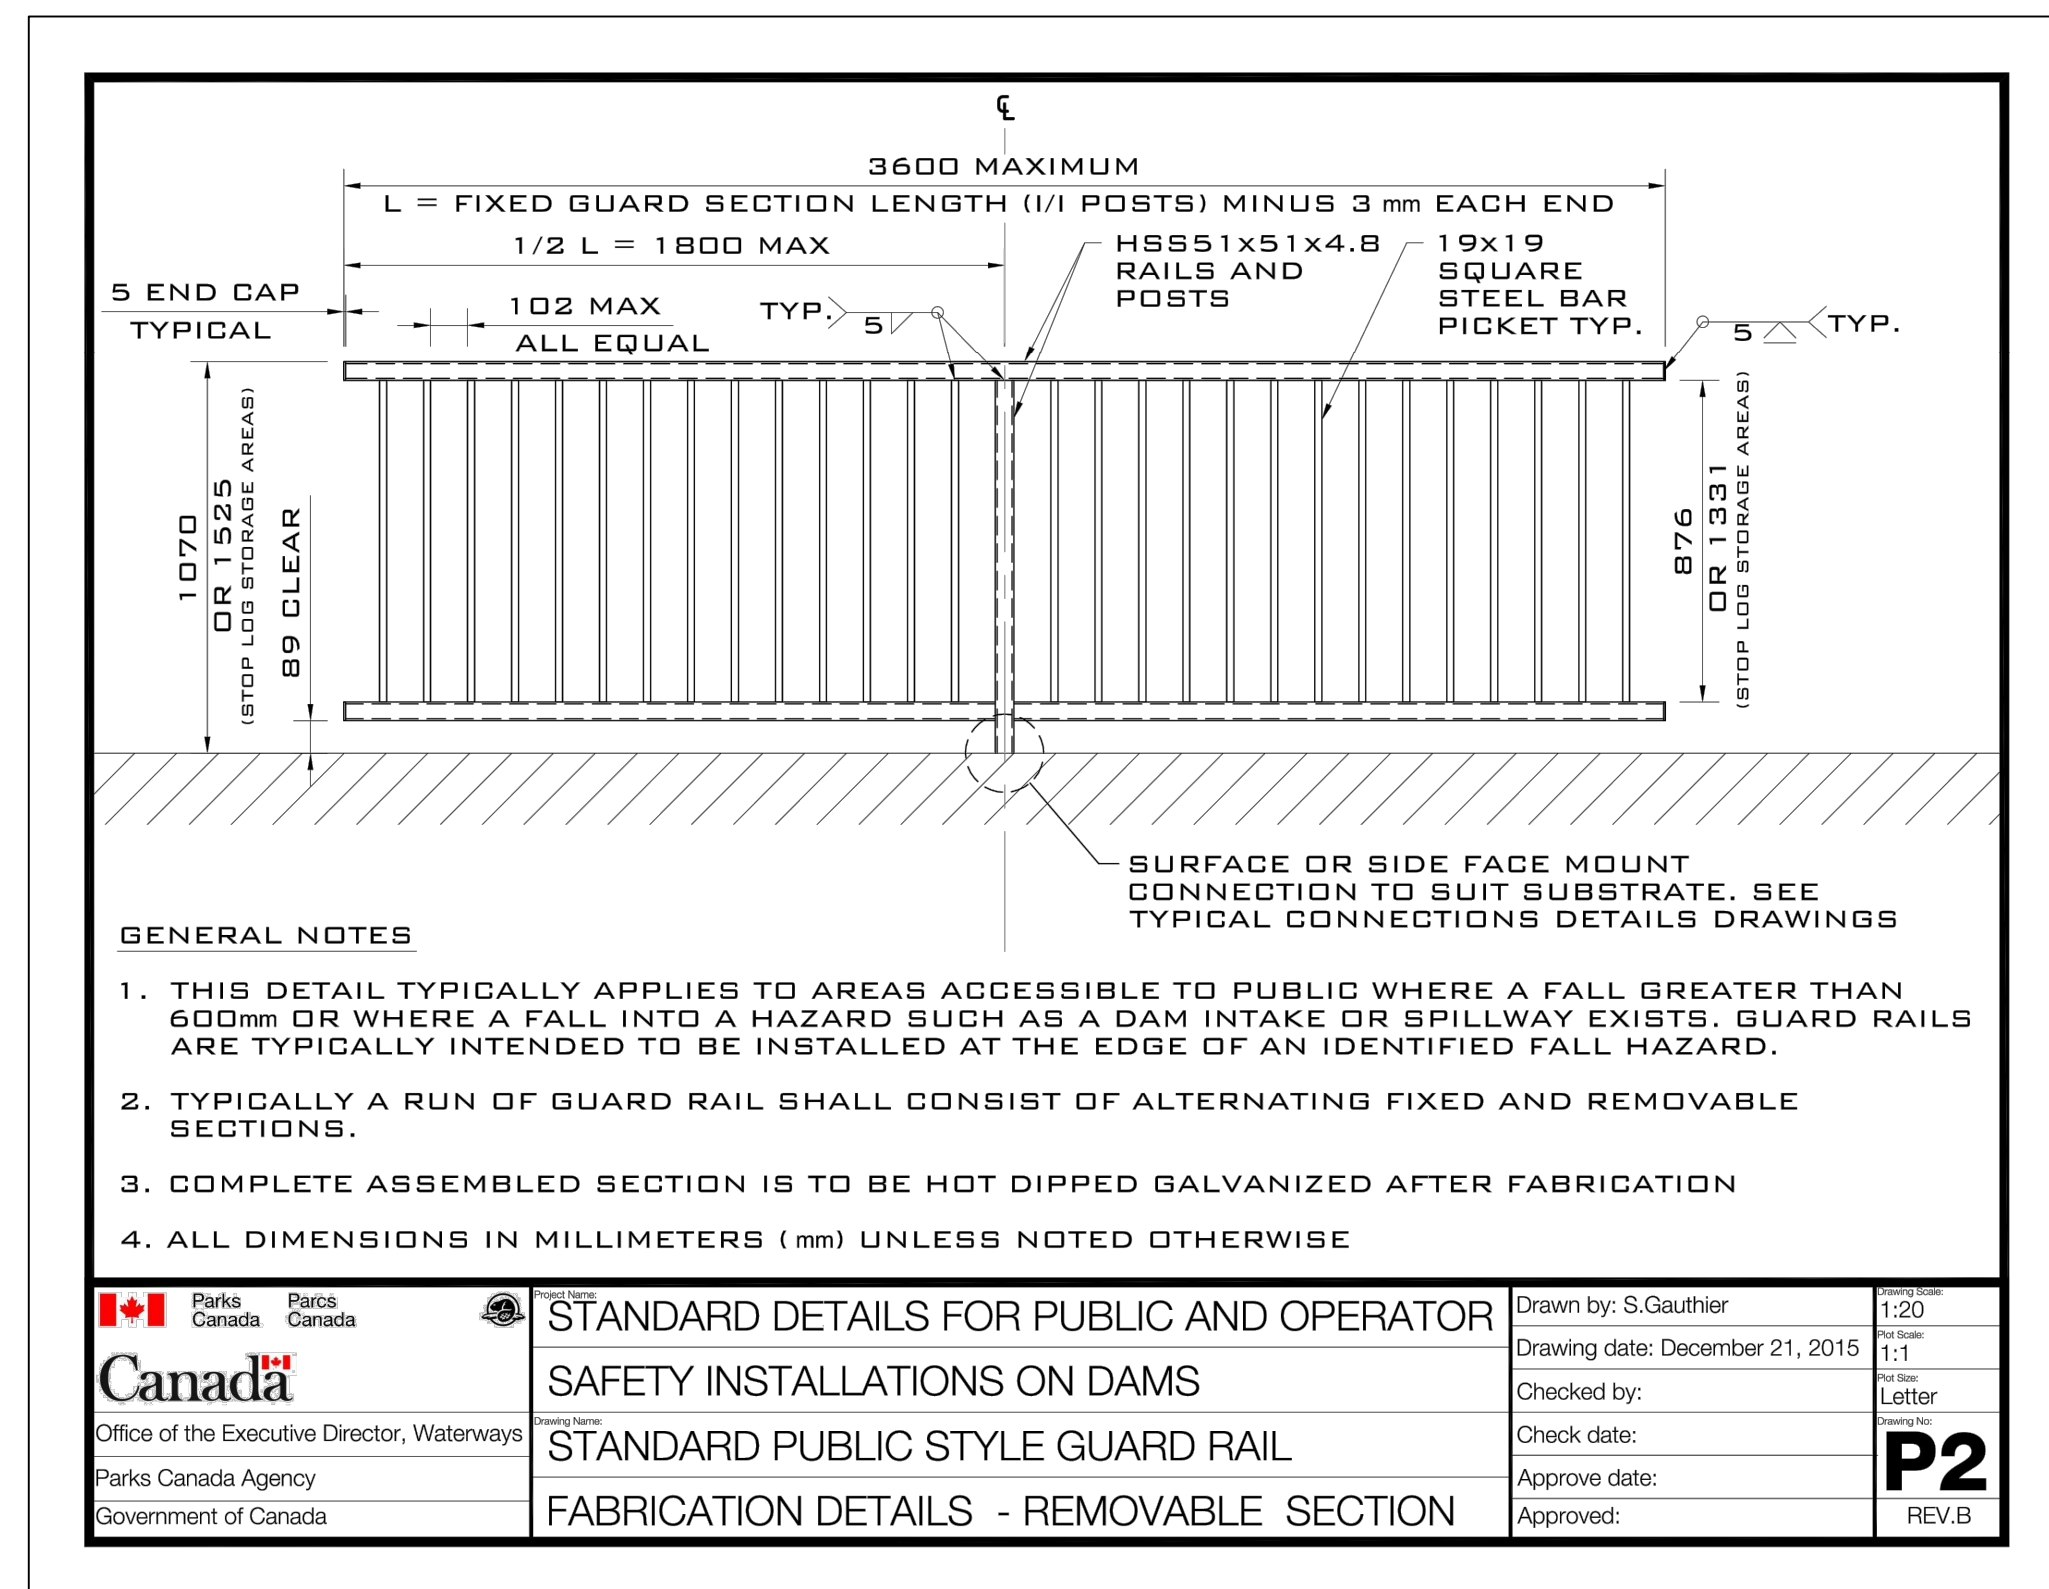 ℄
3600 MAXIMUM
L = FIXED GUARD SECTION LENGTH (I/I POSTS) MINUS 3 mm EACH END
1/2 L = 1800 MAX
HSS51x51x4.8
RAILS AND
POSTS
19x19
SQUARE
STEEL BAR
PICKET TYP.
5 END CAP
TYPICAL
102 MAX
ALL EQUAL
TYP.
5
5
TYP.
1070
OR 1525
(STOP LOG STORAGE AREAS)
89 CLEAR
876
OR 1331
(STOP LOG STORAGE AREAS)
SURFACE OR SIDE FACE MOUNT
CONNECTION TO SUIT SUBSTRATE. SEE
TYPICAL CONNECTIONS DETAILS DRAWINGS
GENERAL NOTES
1. THIS DETAIL TYPICALLY APPLIES TO AREAS ACCESSIBLE TO PUBLIC WHERE A FALL GREATER THAN
600mm OR WHERE A FALL INTO A HAZARD SUCH AS A DAM INTAKE OR SPILLWAY EXISTS. GUARD RAILS
ARE TYPICALLY INTENDED TO BE INSTALLED AT THE EDGE OF AN IDENTIFIED FALL HAZARD.
2. TYPICALLY A RUN OF GUARD RAIL SHALL CONSIST OF ALTERNATING FIXED AND REMOVABLE
SECTIONS.
3. COMPLETE ASSEMBLED SECTION IS TO BE HOT DIPPED GALVANIZED AFTER FABRICATION
4. ALL DIMENSIONS IN MILLIMETERS ( mm) UNLESS NOTED OTHERWISE
Parks Canada
Parcs Canada
Canada
Office of the Executive Director, Waterways
Parks Canada Agency
Government of Canada
Project Name:
STANDARD DETAILS FOR PUBLIC AND OPERATOR
SAFETY INSTALLATIONS ON DAMS
Drawing Name:
STANDARD PUBLIC STYLE GUARD RAIL
FABRICATION DETAILS - REMOVABLE SECTION
Drawn by: S.Gauthier
Drawing date: December 21, 2015
Checked by:
Check date:
Approve date:
Approved:
Drawing Scale:
1:20
Plot Scale:
1:1
Plot Size:
Letter
Drawing No:
P2
REV.B